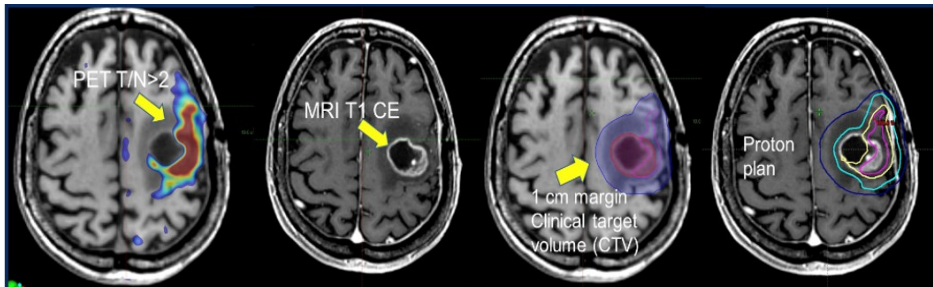 PET T/N>2
MRI T1 CE
1 cm margin
Clinical target
volume (CTV)
Proton
plan